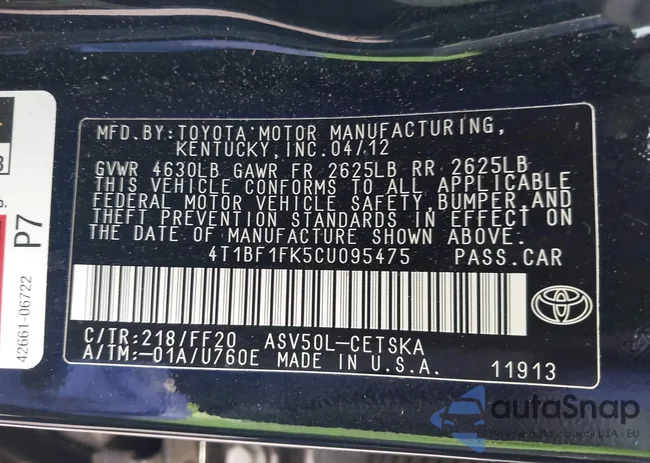 MFD. BY: TOYOTA MOTOR MANUFACTURING,
KENTUCKY, INC. 04/12
GVWR 4630LB GAWR FR 2625LB RR 2625LB
THIS VEHICLE CONFORMS TO ALL APPLICABLE
FEDERAL MOTOR VEHICLE SAFETY, BUMPER, AND
THEFT PREVENTION STANDARDS IN EFFECT ON
THE DATE OF MANUFACTURE SHOWN ABOVE.
4T1BF1FK5CU095475 PASS. CAR
C/TR: 218/FF20 ASV50L-CETSKA
A/TM: -01A/U760E MADE IN U.S.A. 11913
P7
42661-06722
autoSnap
aukcji USA i EU